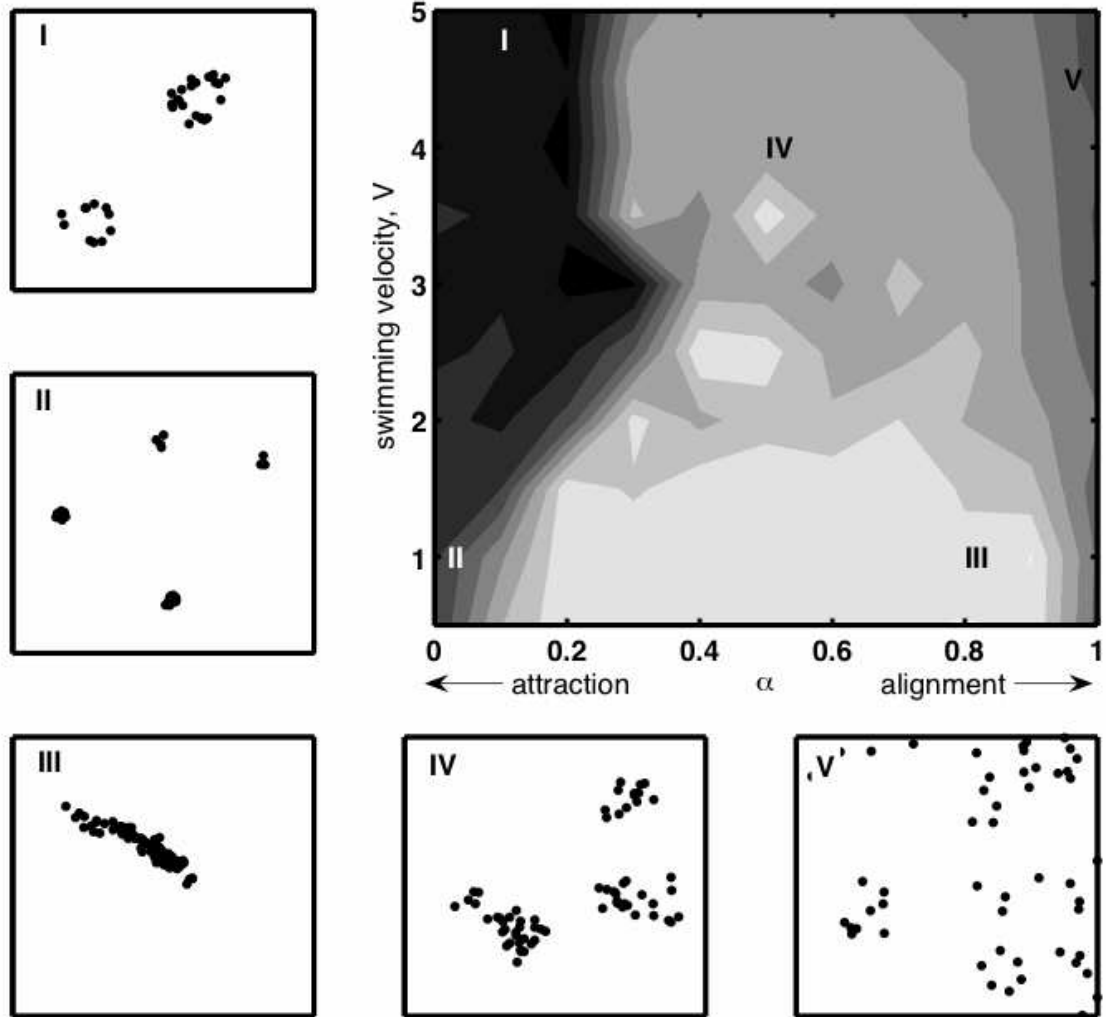 I
II
III
IV
V
5
4
3
2
1
swimming velocity, V
I
II
III
IV
V
0 0.2 0.4 0.6 0.8 1
attraction α alignment